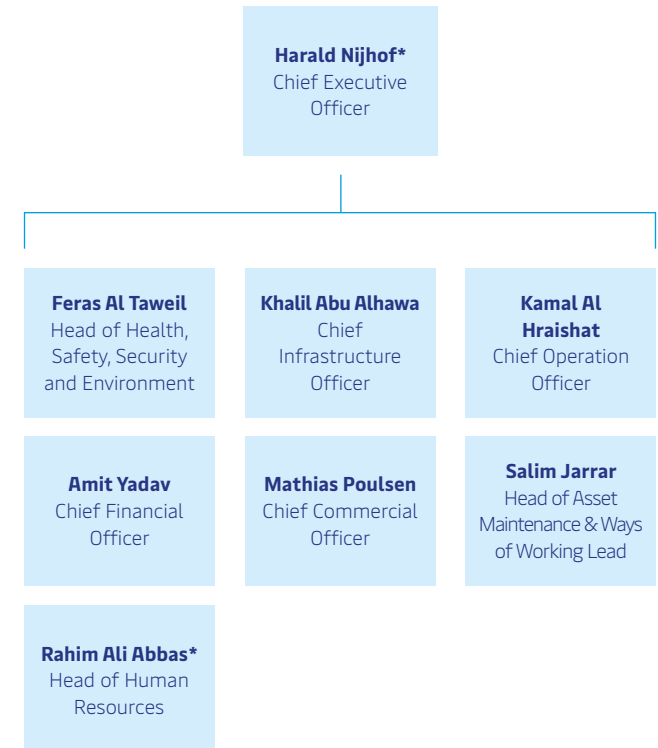 Harald Nijhof*
Chief Executive
Officer
Feras Al Taweil
Head of Health,
Safety, Security
and Environment
Khalil Abu Alhawa
Chief
Infrastructure
Officer
Kamal Al
Hraishat
Chief Operation
Officer
Amit Yadav
Chief Financial
Officer
Mathias Poulsen
Chief Commercial
Officer
Salim Jarrar
Head of Asset
Maintenance & Ways
of Working Lead
Rahim Ali Abbas*
Head of Human
Resources